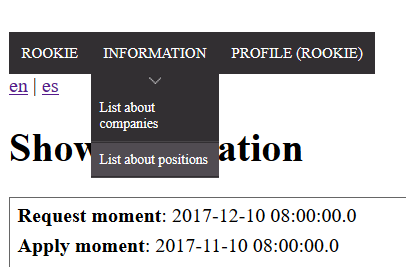 ROOKIE INFORMATION PROFILE (ROOKIE)
en | es
List about
companies
List about positions
Show ation
Request moment: 2017-12-10 08:00:00.0
Apply moment: 2017-11-10 08:00:00.0